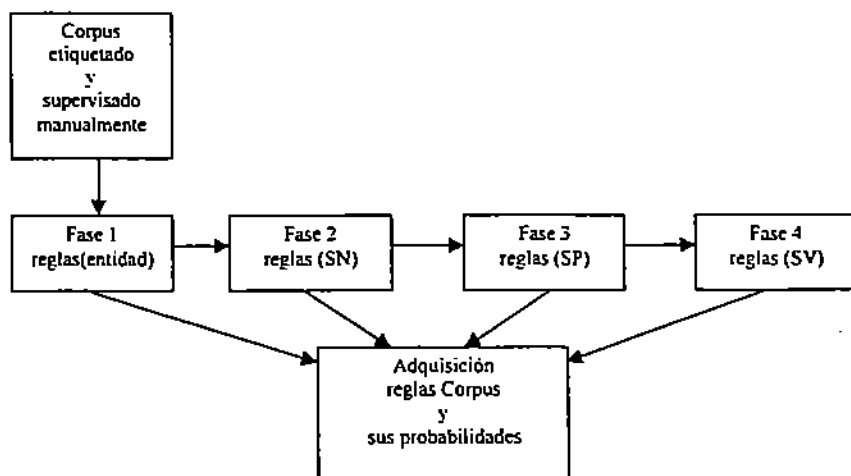 Corpus
etiquetado
y
supervisado
manualmente
Fase 1
reglas(entidad)
Fase 2
reglas (SN)
Fase 3
reglas (SP)
Fase 4
reglas (SV)
Adquisición
reglas Corpus
y
sus probabilidades